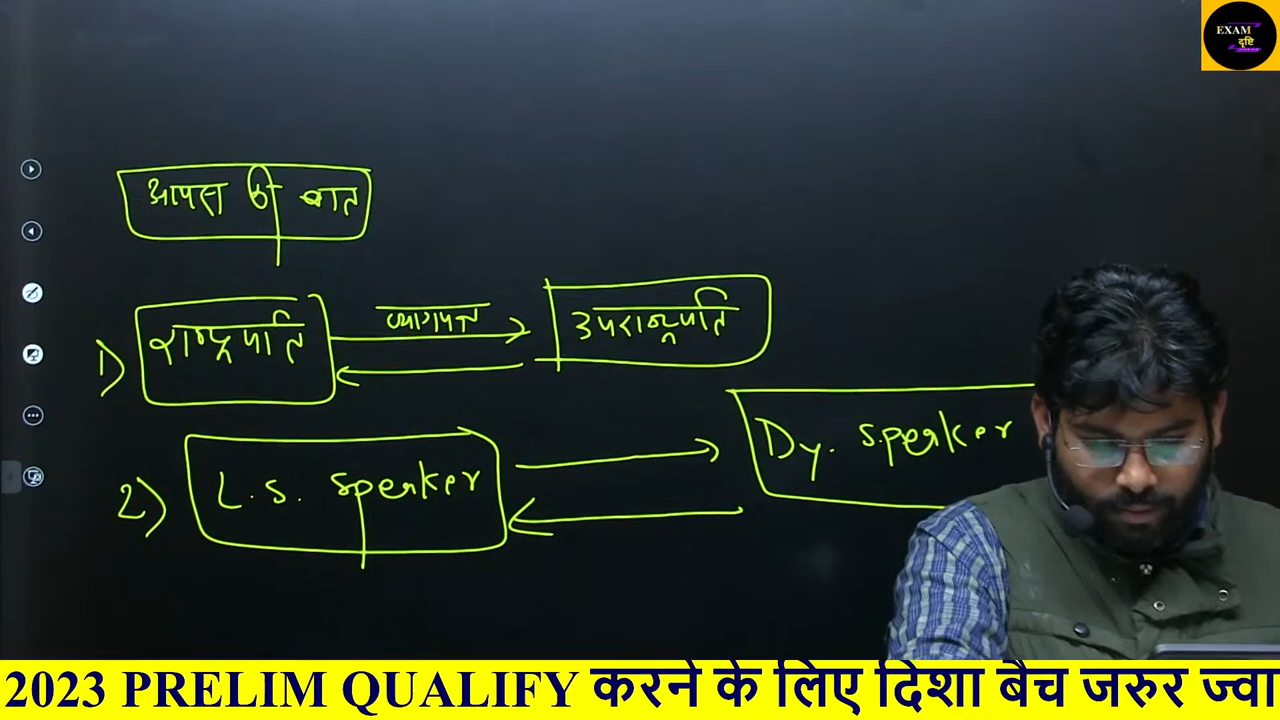 EXAM
दृष्टि
आपस की बात
1) राष्ट्रपति त्यागपत्र उपराष्ट्रपति
2) L.S. Speaker Dy. Speaker
2023 PRELIM QUALIFY करने के लिए दिशा बैच जरुर ज्वा